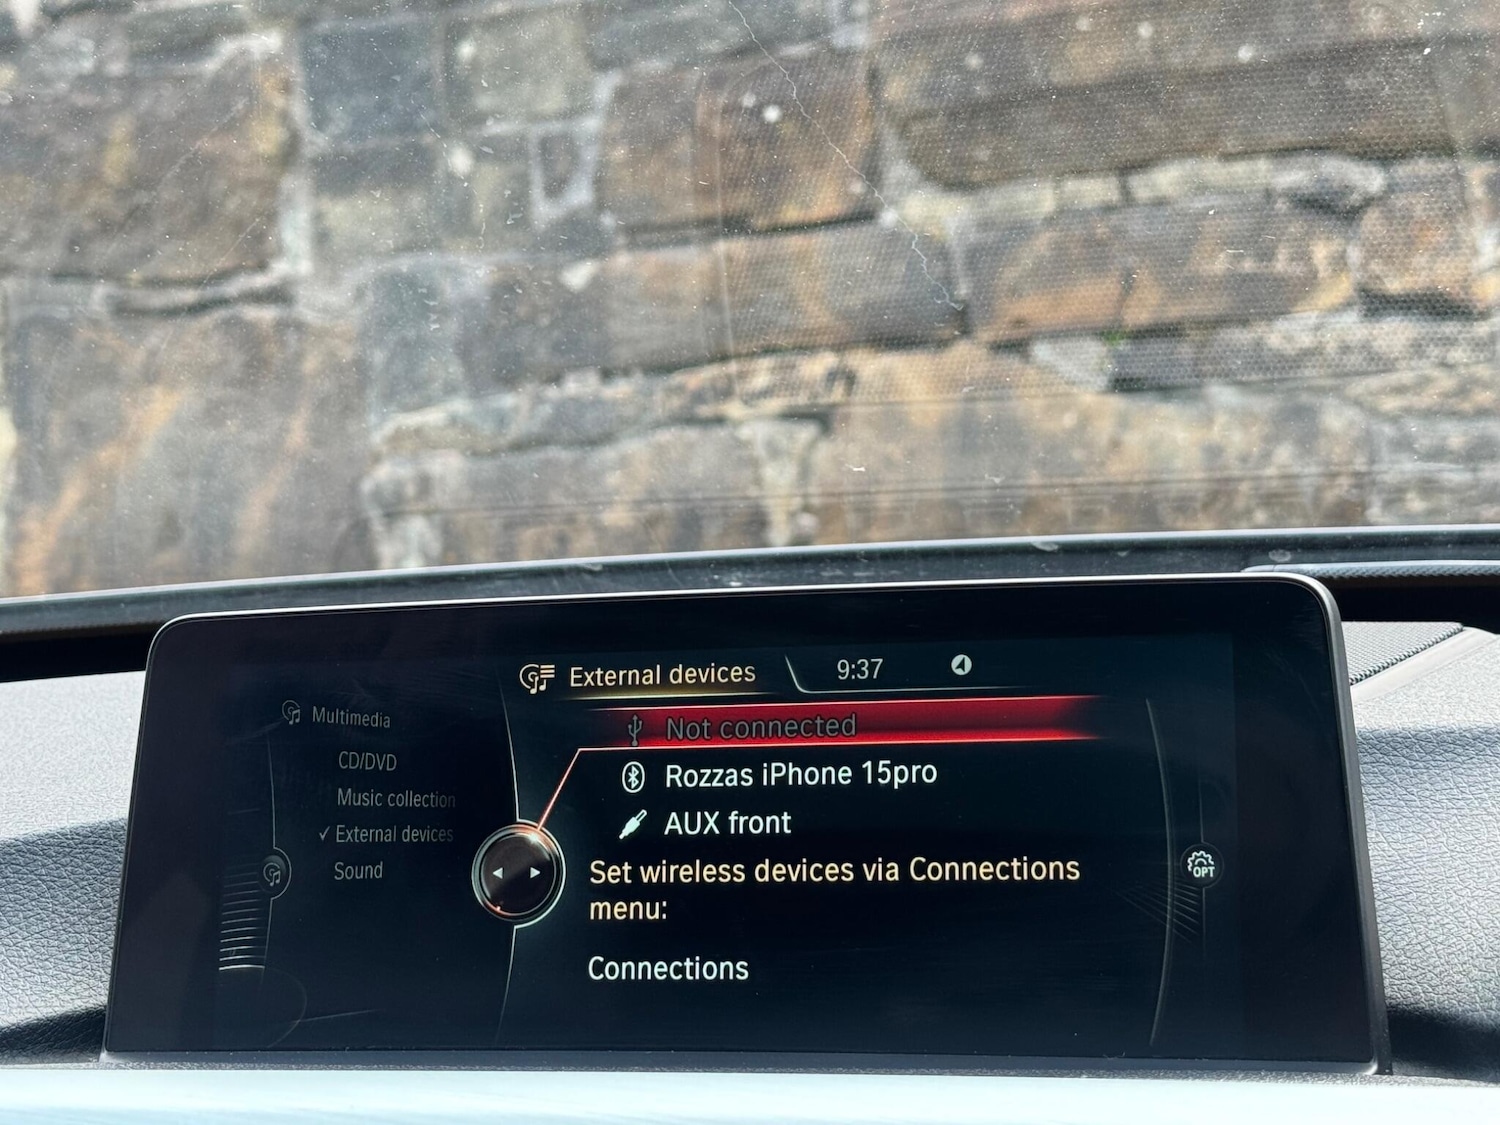 External devices
9:37
Multimedia
CD/DVD
Music collection
External devices
Sound
Not connected
Rozzas iPhone 15pro
AUX front
Set wireless devices via Connections
menu:
Connections
OPT